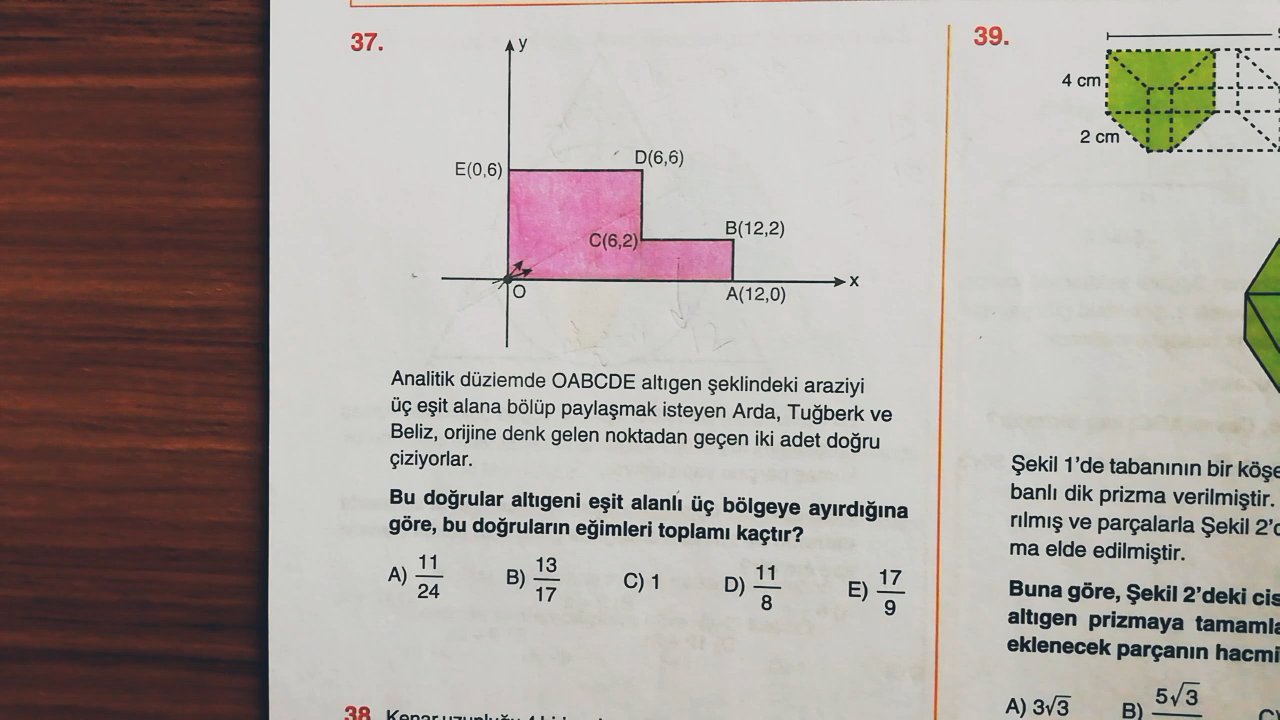 37.
y
D(6,6)
E(0,6)
B(12,2)
C(6,2)
x
O
A(12,0)
Analitik düzlemde OABCDE altıgen şeklindeki araziyi
üç eşit alana bölüp paylaşmak isteyen Arda, Tuğberk ve
Beliz, orijine denk gelen noktadan geçen iki adet doğru
çiziyorlar.
Bu doğrular altıgeni eşit alanlı üç bölgeye ayırdığına
göre, bu doğruların eğimleri toplamı kaçtır?
A) 11/24 B) 13/17 C) 1 D) 11/8 E) 17/9
38
39.
4 cm
2 cm
Şekil 1'de tabanının bir köşe
banlı dik prizma verilmiştir.
rılmış ve parçalarla Şekil 2'd
ma elde edilmiştir.
Buna göre, Şekil 2'deki cis
altıgen prizmaya tamamla
eklenecek parçanın hacmi
A) 3√3 B) 5√3